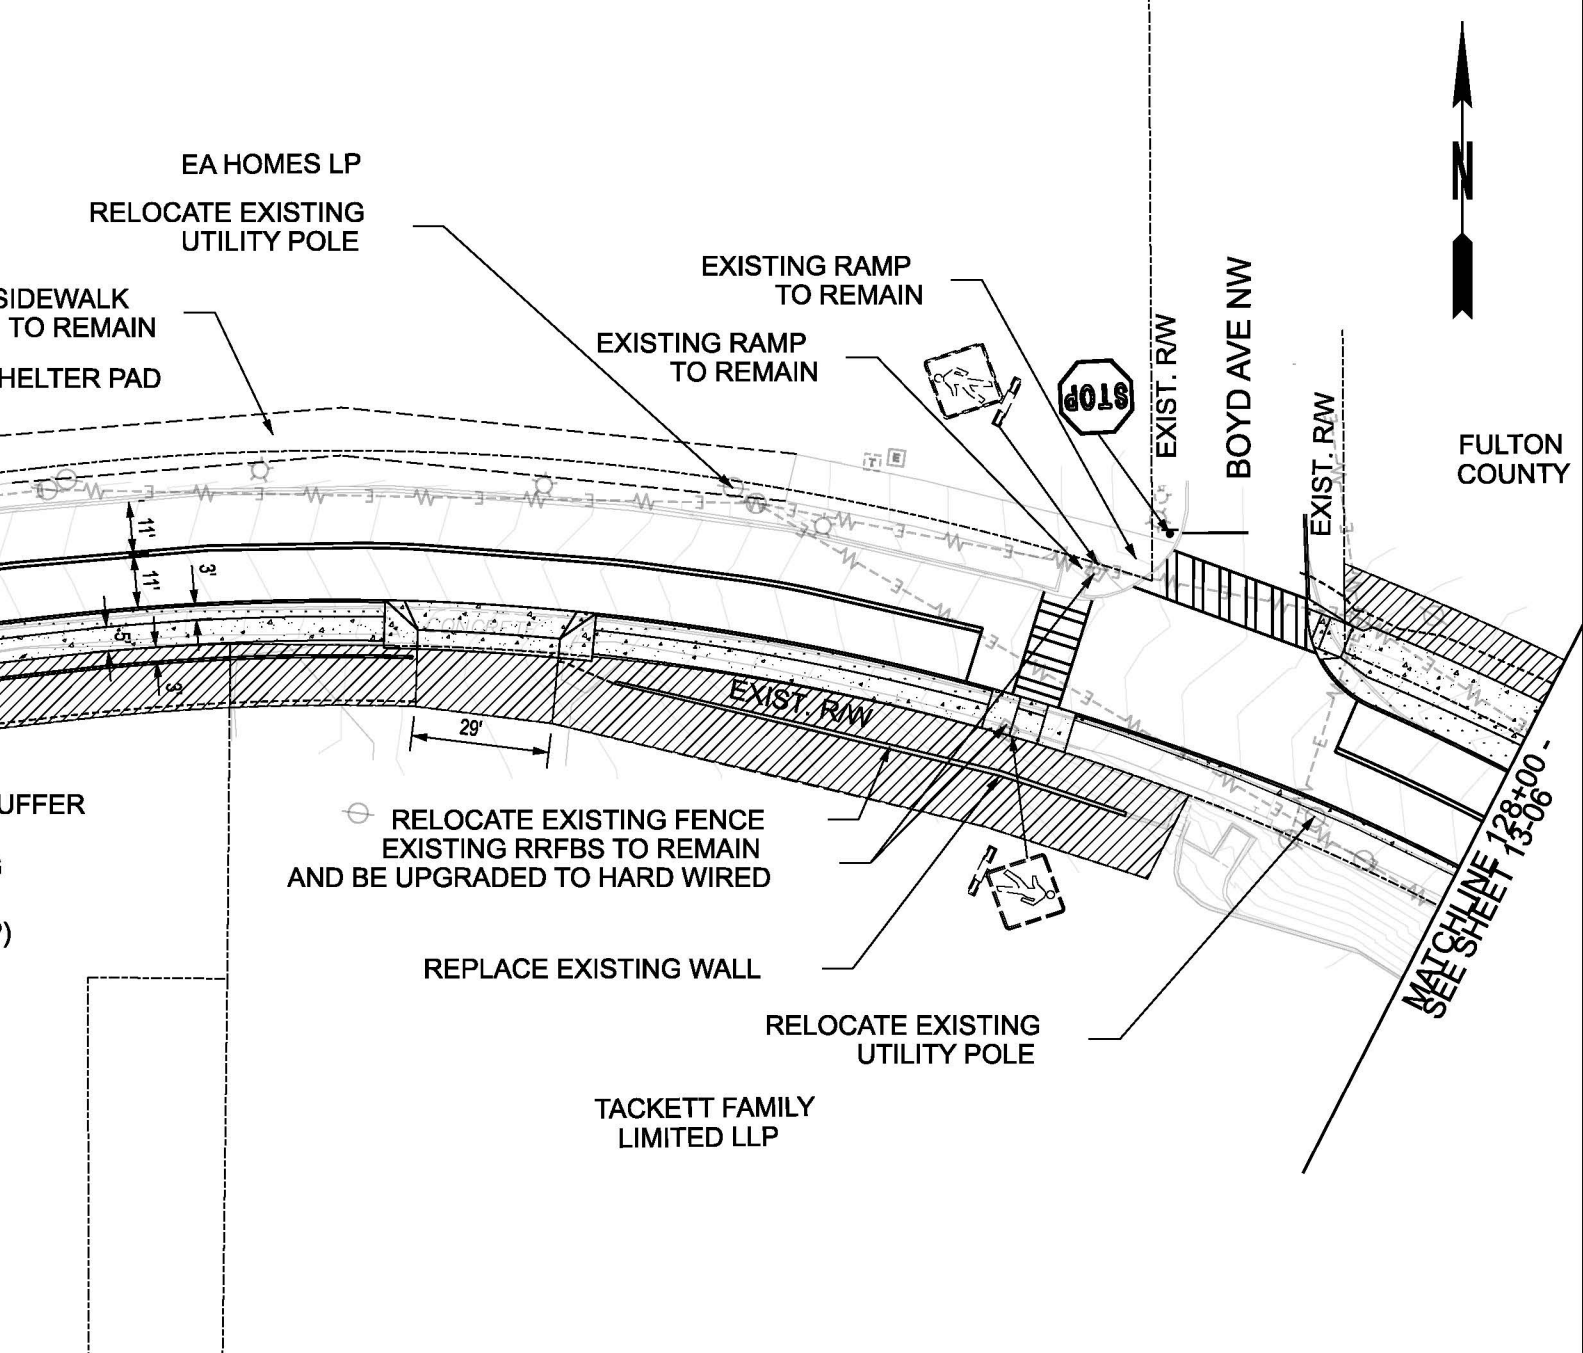 N
EA HOMES LP
RELOCATE EXISTING
UTILITY POLE
EXISTING RAMP
TO REMAIN
SIDEWALK
TO REMAIN
EXISTING RAMP
TO REMAIN
HELTER PAD
STOP
EXIST. R/W
BOYD AVE NW
EXIST. R/W
FULTON
COUNTY
T
E
11'
11'
3'
5'
3'
CONCRETE
EXIST. R/W
29'
UFFER
RELOCATE EXISTING FENCE
EXISTING RRFBS TO REMAIN
AND BE UPGRADED TO HARD WIRED
REPLACE EXISTING WALL
RELOCATE EXISTING
UTILITY POLE
TACKETT FAMILY
LIMITED LLP
MATCHLINE 128+00 -
SEE SHEET 13-06